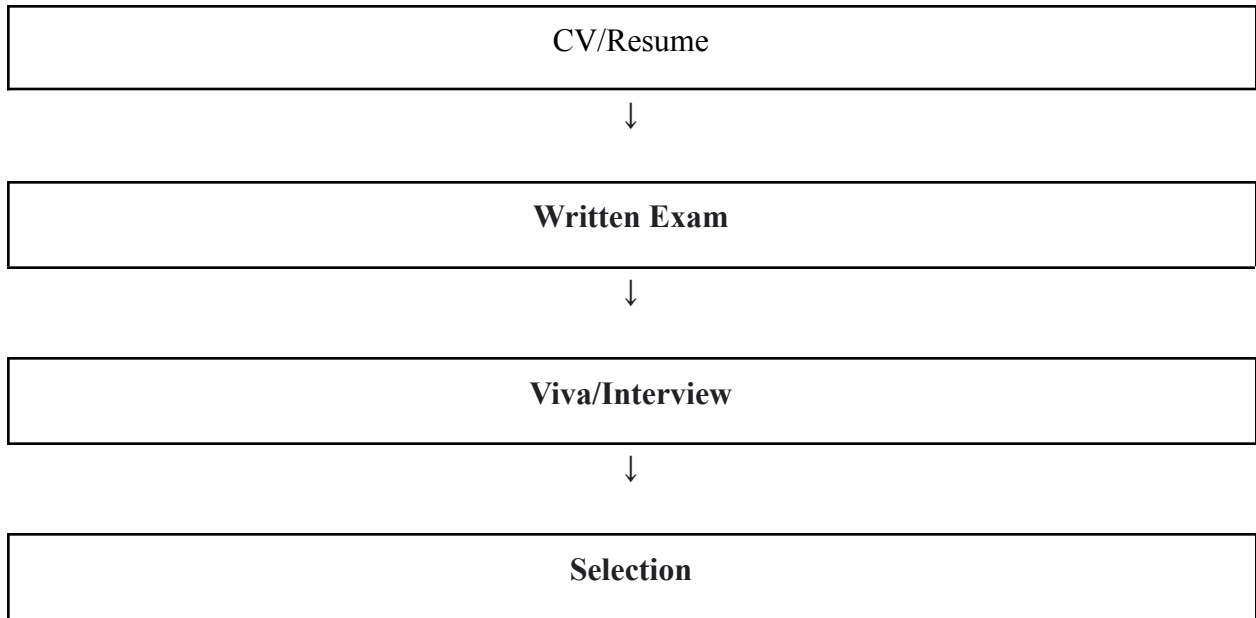 CV/Resume
↓
Written Exam
↓
Viva/Interview
↓
Selection